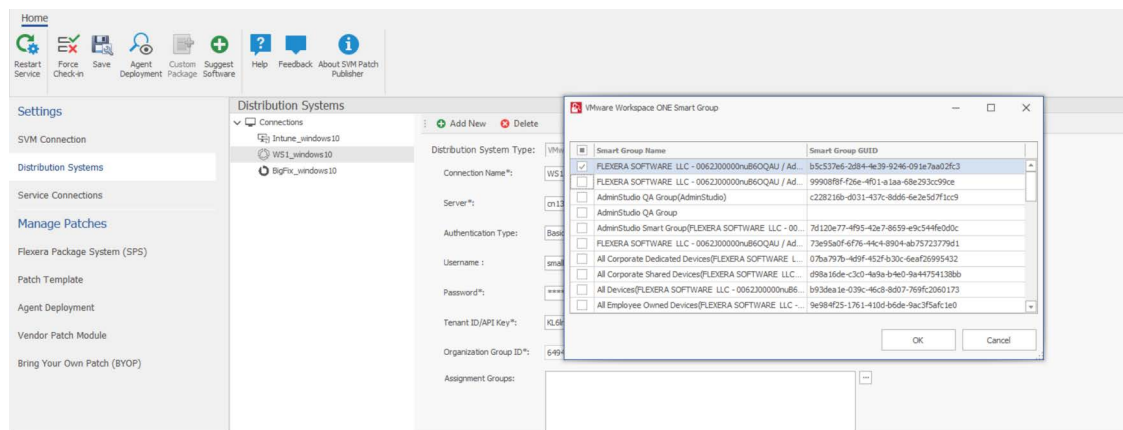 Home
Restart Service
Force Check-in
Save
Agent Deployment
Custom Package
Suggest Software
Help
Feedback
About SVM Patch Publisher
Settings
SVM Connection
Distribution Systems
Service Connections
Manage Patches
Flexera Package System (SPS)
Patch Template
Agent Deployment
Vendor Patch Module
Bring Your Own Patch (BYOP)
Distribution Systems
Connections
Intune_windows10
WS1_windows10
BigFix_windows10
Add New Delete
Distribution System Type: VMw
Connection Name*: WS1
Server*: cn13
Authentication Type: Basic
Username : small
Password*: ****
Tenant ID/API Key*:
Organization Group ID*: 6494
Assignment Groups:
...
VMware Workspace ONE Smart Group
Smart Group Name Smart Group GUID
FLEXERA SOFTWARE LLC - 0062J00000nuB6OQAU / Ad... b5c537e6-2d84-4e39-9246-091e7aa02fc3
FLEXERA SOFTWARE LLC - 0062J00000nuB6OQAU / Ad... 99908f8f-f26e-4f01-a1aa-68e293cc99ce
AdminStudio QA Group(AdminStudio) c228216b-d031-437c-8dd6-6e2e5d7f1cc9
AdminStudio QA Group
AdminStudio Smart Group(FLEXERA SOFTWARE LLC - 00... 7d120e77-4f95-42e7-8659-e9c544fe0d0c
FLEXERA SOFTWARE LLC - 0062J00000nuB6OQAU / Ad... 73e95a0f-6f76-44c4-8904-ab75723779d1
All Corporate Dedicated Devices(FLEXERA SOFTWARE L... 07ba797b-4d9f-452f-b30c-6eaf26995432
All Corporate Shared Devices(FLEXERA SOFTWARE LLC... d98a16de-c3c0-4a9a-b4e0-9a44754138bb
All Devices(FLEXERA SOFTWARE LLC - 0062J00000nuB6... b93dea1e-039c-46c8-8d07-769fc2060173
All Employee Owned Devices(FLEXERA SOFTWARE LLC -... 9e984f25-1761-410d-b6de-9ac3f5afc1e0
OK Cancel